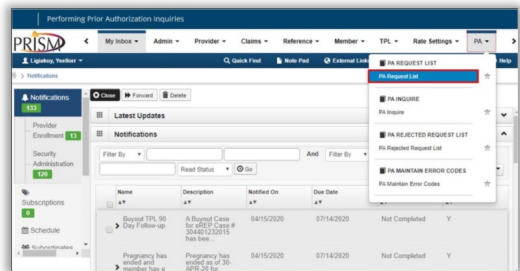 Performing Prior Authorization Inquiries
PRISM
My Inbox Admin Provider Claims Reference Member TPL Rate Settings PA
Ligiekoy, Ysellorr Quick Find Note Pad External Link Help
Notifications
Notifications 133
Provider Enrollment 13
Security Administration 120
Subscriptions 0
Schedule
Subordinates
Close Forward Delete
Latest Updates
Notifications
Filter By And Filter By
Read Status Go
Name Description Notified On Due Date
Buyout TPL 90 Day Follow-up
A Buyout Case for eREP Case # 304401232015 has bee...
04/15/2020 07/14/2020 Not Completed Y
Pregnancy has ended and member has a
Pregnancy has ended as of 30-APR-20 for
04/15/2020 07/14/2020 Not Completed Y
PA REQUEST LIST
PA Request List
PA INQUIRE
PA Inquire
PA REJECTED REQUEST LIST
PA Rejected Request List
PA MAINTAIN ERROR CODES
PA Maintain Error Codes